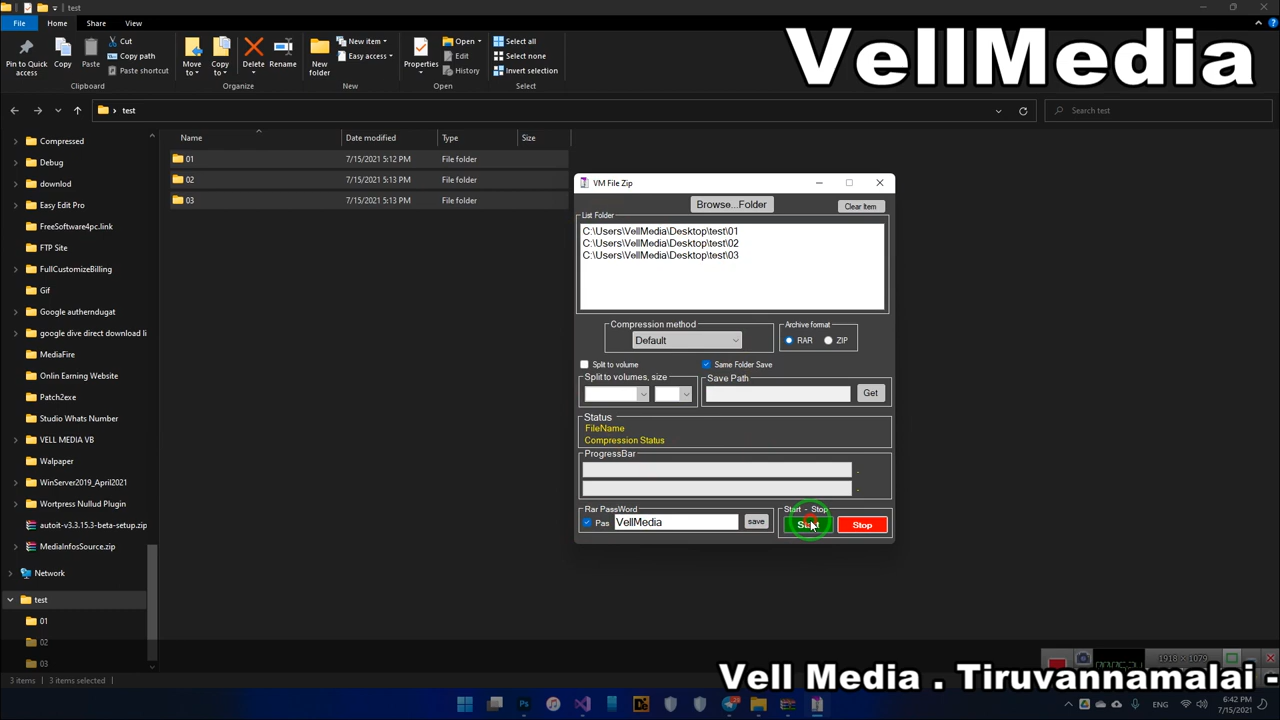 test
File
Home
Share
View
Pin to Quick access
Copy
Paste
Cut
Copy path
Paste shortcut
Clipboard
Move to
Copy to
Delete
Rename
Organize
New folder
New item
Easy access
New
Properties
Open
Edit
History
Open
Select all
Select none
Invert selection
Select
VellMedia
test
Search test
Compressed
Debug
downlod
Easy Edit Pro
FreeSoftware4pc.link
FTP Site
FullCustomizeBilling
Gif
Google autherndugat
google dive direct download li
MediaFire
Onlin Earning Website
Patch2exe
Studio Whats Number
VELL MEDIA VB
Walpaper
WinServer2019_April2021
Wortpress Nullud Plugin
autoit-v3.3.15.3-beta-setup.zip
MediaInfosSource.zip
Network
test
01
02
03
Name
Date modified
Type
Size
01 7/15/2021 5:12 PM File folder
02 7/15/2021 5:13 PM File folder
03 7/15/2021 5:13 PM File folder
VM File Zip
Browse...Folder
Clear Item
List Folder
C:\Users\VellMedia\Desktop\test\01
C:\Users\VellMedia\Desktop\test\02
C:\Users\VellMedia\Desktop\test\03
Compression method
Default
Archive format
RAR
ZIP
Split to volume
Same Folder Save
Split to volumes, size
Save Path
Get
Status
FileName
Compression Status
ProgressBar
Rar PassWord
Pas
VellMedia
save
Start - Stop
Start
Stop
1918 × 1079
Vell Media . Tiruvannamalai -
3 items
3 items selected
ENG
5:42 PM
7/15/2021